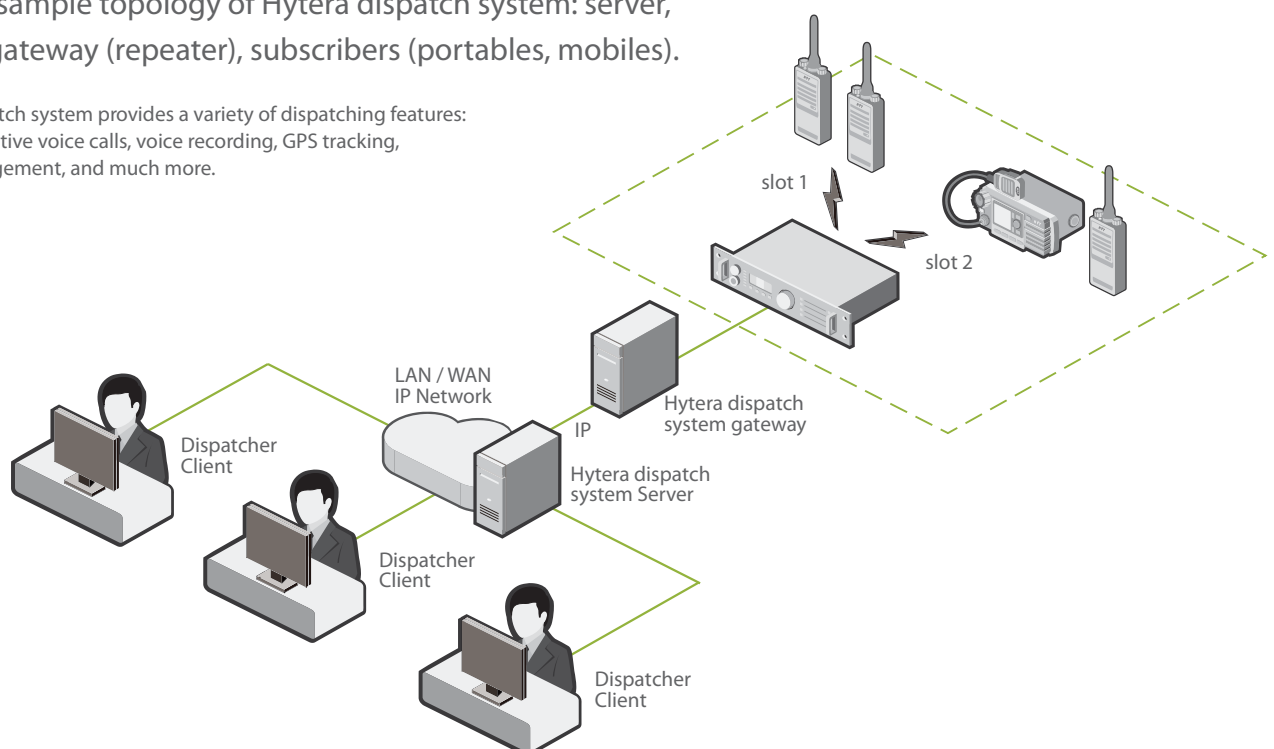 sample topology of Hytera dispatch system: server,
gateway (repeater), subscribers (portables, mobiles).
tch system provides a variety of dispatching features:
tive voice calls, voice recording, GPS tracking,
gement, and much more.
slot 1
slot 2
LAN / WAN
IP Network
IP
Hytera dispatch
system gateway
Dispatcher
Client
Hytera dispatch
system Server
Dispatcher
Client
Dispatcher
Client